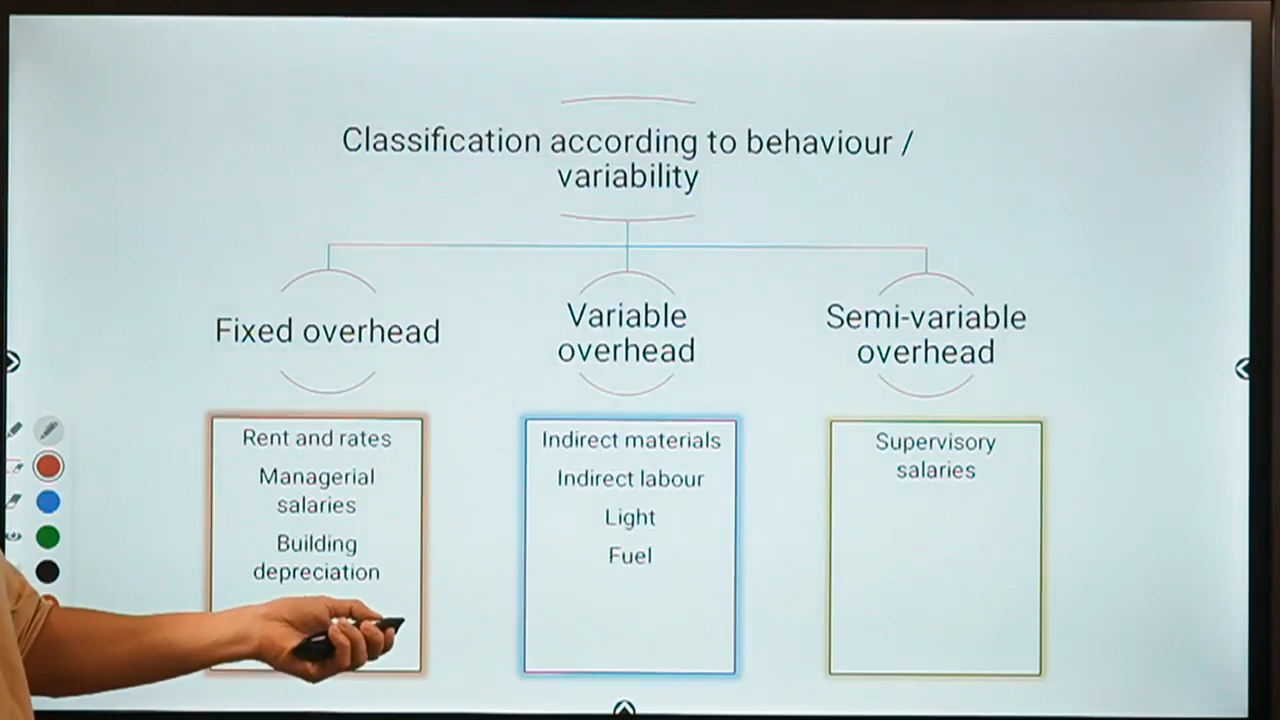 Classification according to behaviour /
variability
Fixed overhead
Variable
overhead
Semi-variable
overhead
Rent and rates
Managerial
salaries
Building
depreciation
Indirect materials
Indirect labour
Light
Fuel
Supervisory
salaries